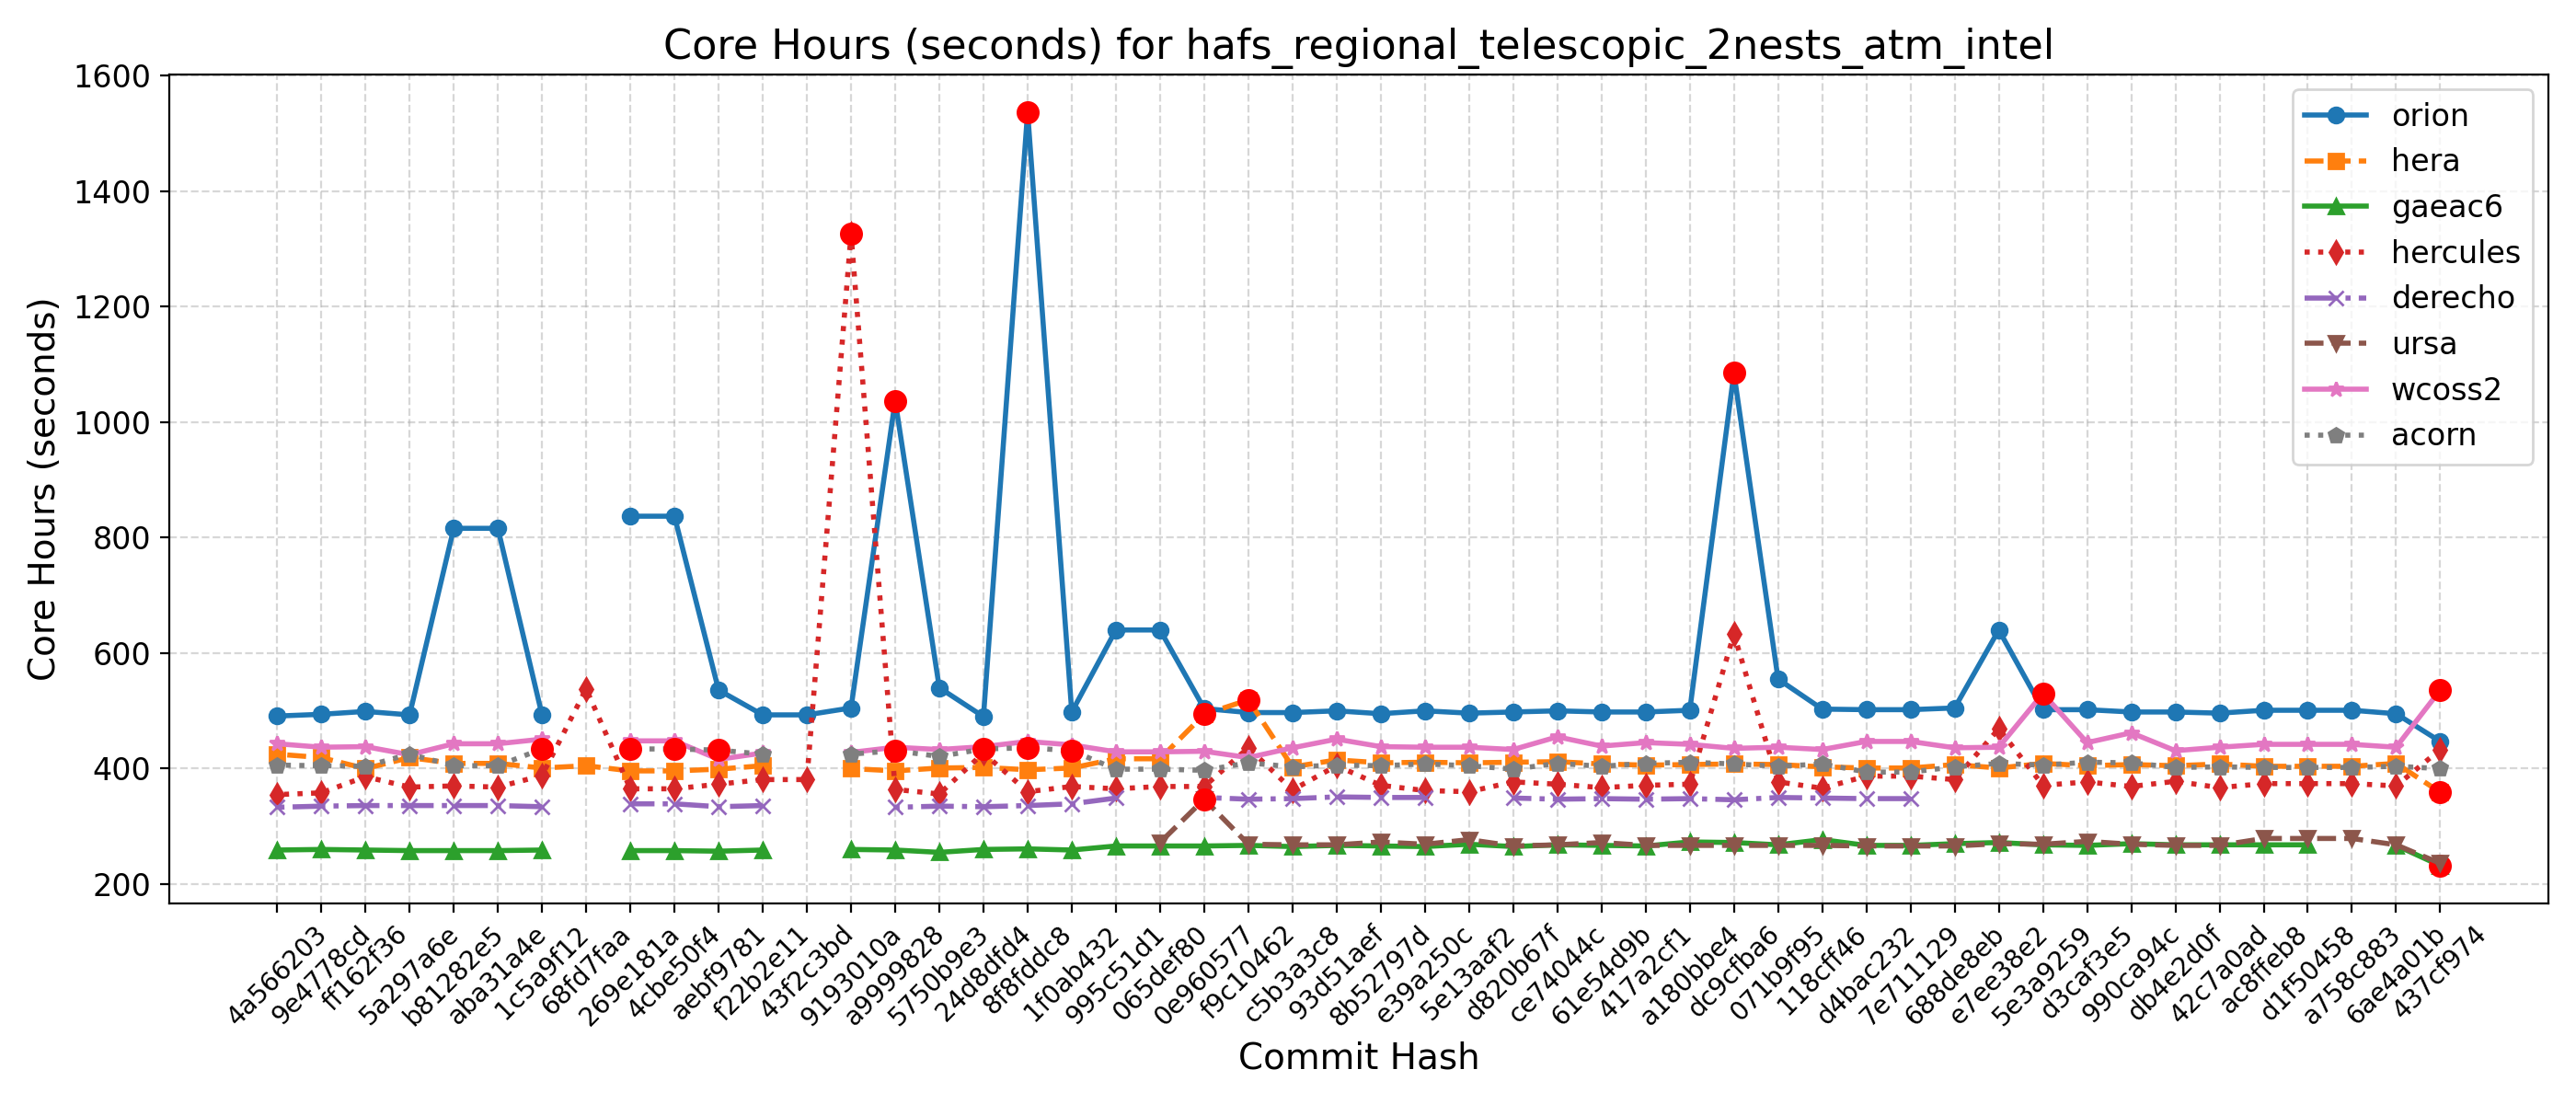 Core Hours (seconds) for hafs_regional_telescopic_2nests_atm_intel
Core Hours (seconds)
1600
1400
1200
1000
800
600
400
200
orion
hera
gaeac6
hercules
derecho
ursa
wcoss2
acorn
4a566203
9e4778cd
ff162f36
5a297a6e
b81282e5
aba31a4e
1c5a9f12
68fd7faa
269e181a
4cbe50f4
aebf9781
f22b2e11
43f2c3bd
9193010a
a9999828
5750b9e3
24d8dfd4
8f8fddc8
1f0ab432
995c51d1
065def80
0e960577
f9c10462
c5b3a3c8
93d51aef
8b52797d
e39a250c
5e13aaf2
d820b67f
ce74044c
61e54d9b
417a2cf1
a180bbe4
dc9cfba6
071b9f95
118cff46
d4bac232
7e711129
688de8eb
e7ee38e2
5e3a9259
d3caf3e5
990ca94c
db4e2d0f
42c7a0ad
ac8ffeb8
d1f50458
a758c883
6ae4a01b
437cf974
Commit Hash